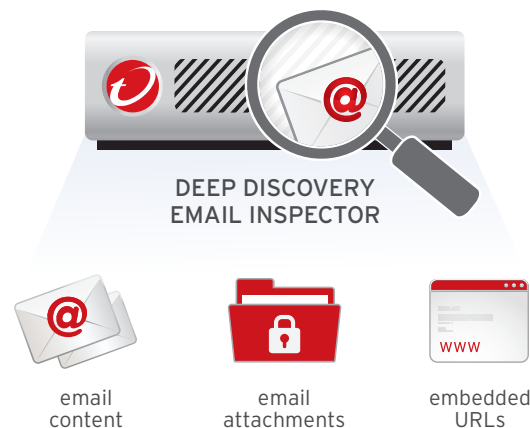 @
DEEP DISCOVERY
EMAIL INSPECTOR
@
www
email
content
email
attachments
embedded
URLs